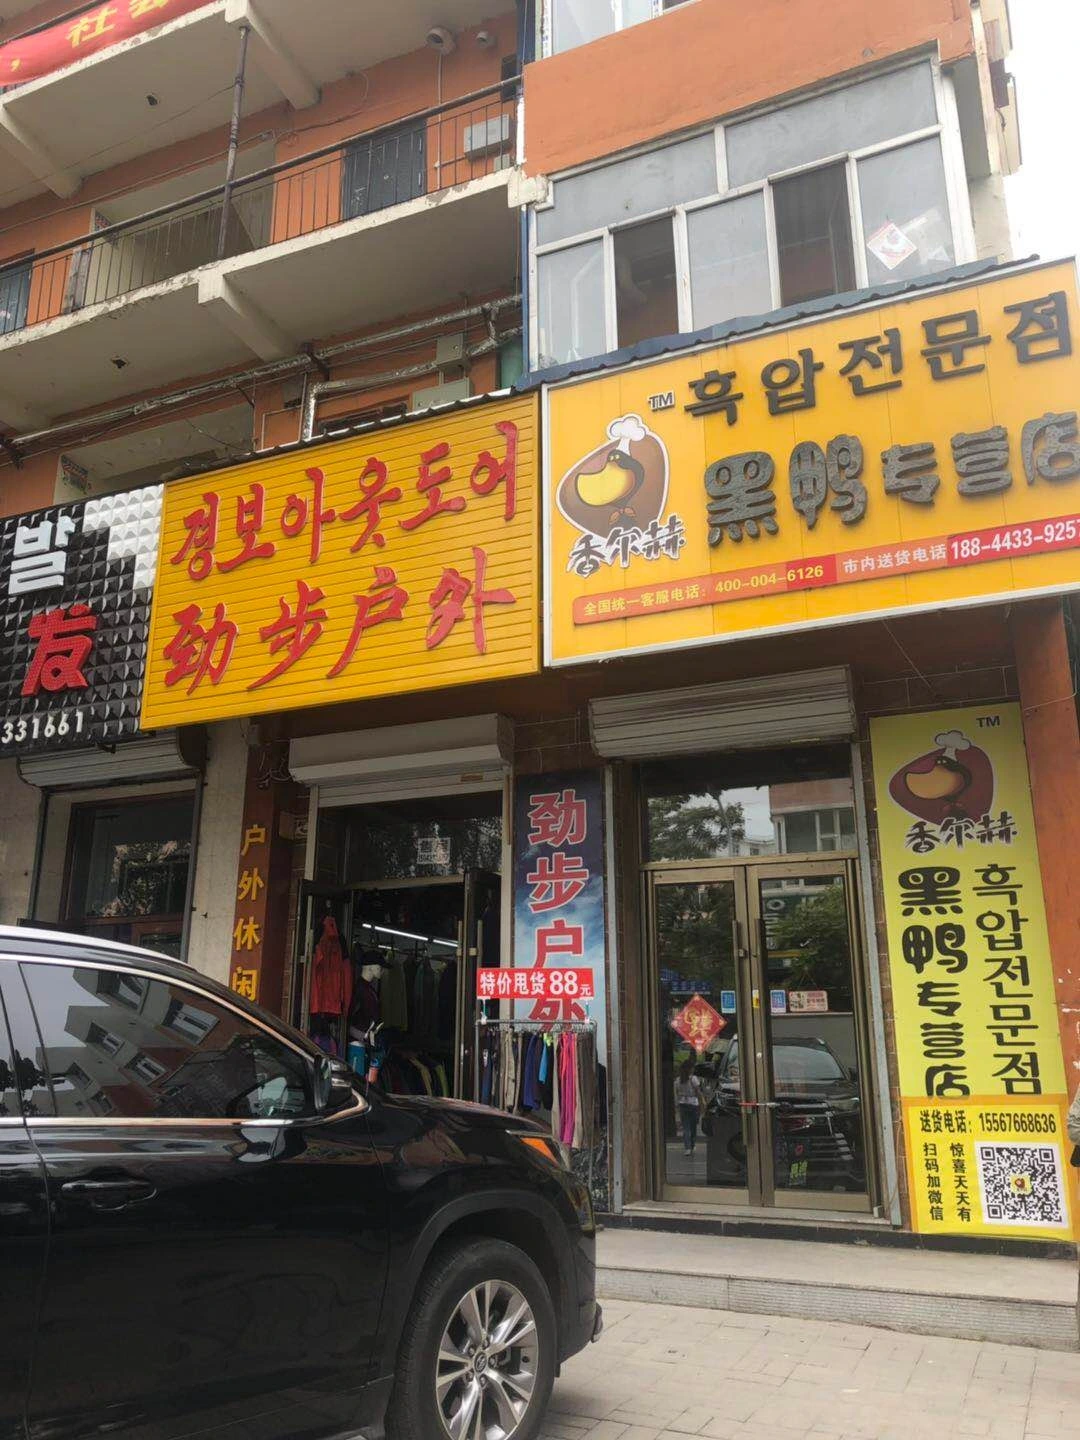 社会
发
发
331661
경보아웃도어
劲步户外
TM
흑압전문점
黑鸭专营店
香尔赫
全国统一客服电话：400-004-6126
市内送货电话 188-4433-925
户外休闲
劲步户外
特价甩货88元
TM
香尔赫
黑鸭专营店
흑압전문점
送货电话：15567668636
扫码加微信
惊喜天天有